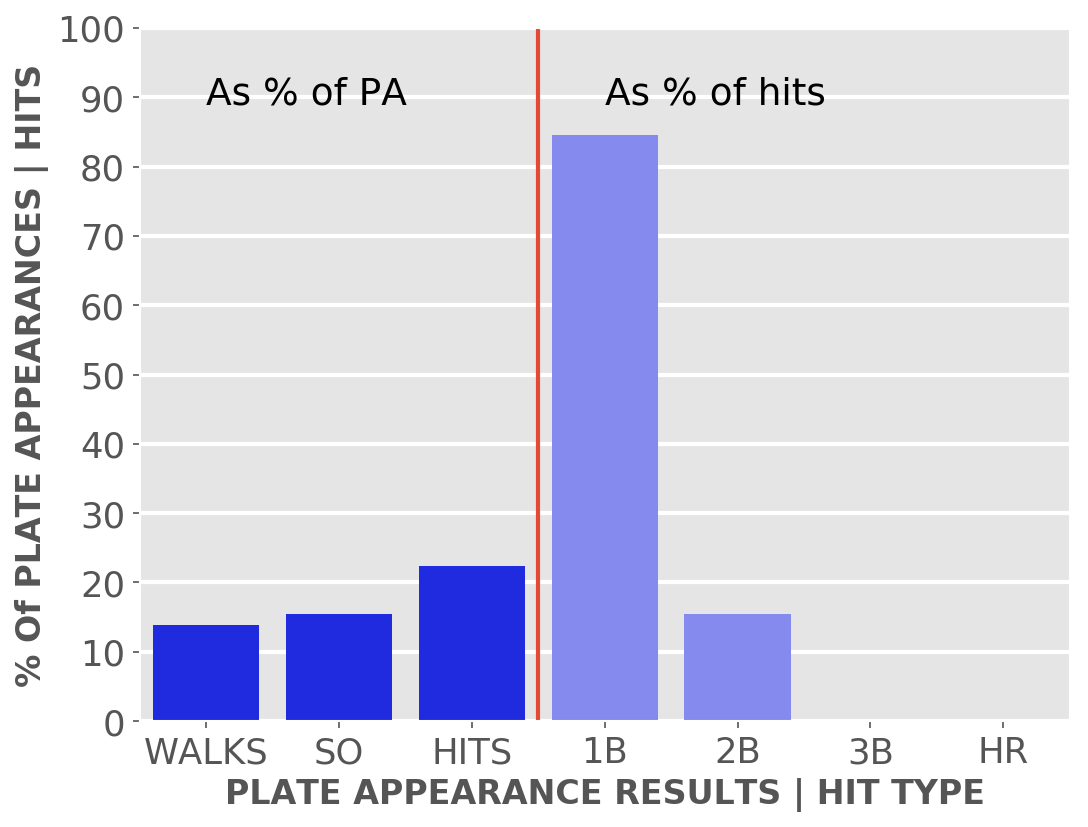 % Of PLATE APPEARANCES | HITS
100
90
80
70
60
50
40
30
20
10
0
As % of PA
As % of hits
WALKS SO HITS 1B 2B 3B HR
PLATE APPEARANCE RESULTS | HIT TYPE